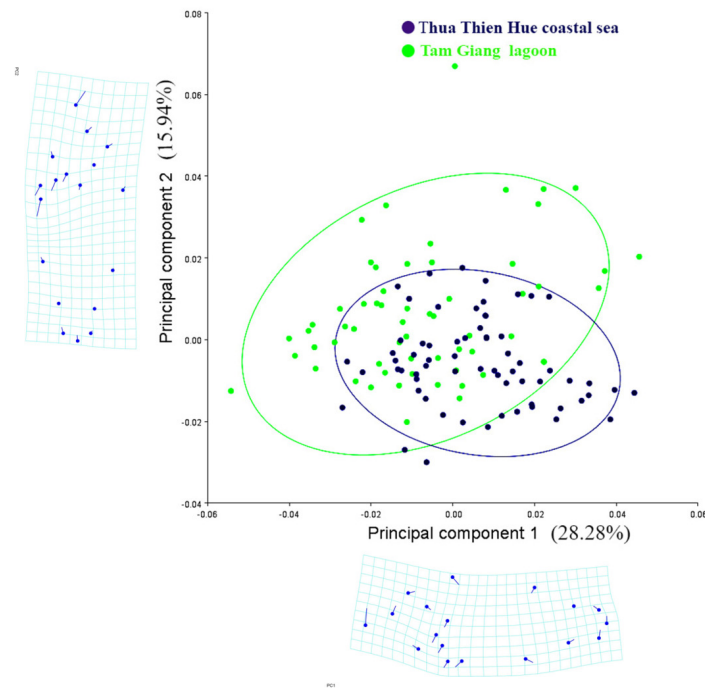 0.08
Thua Thien Hue coastal sea
Tam Giang lagoon
0.06
0.04
0.02
0.00
-0.02
-0.04
Principal component 2 (15.94%)
-0.06
-0.04
-0.02
0.00
0.02
0.04
0.06
Principal component 1 (28.28%)
PC1